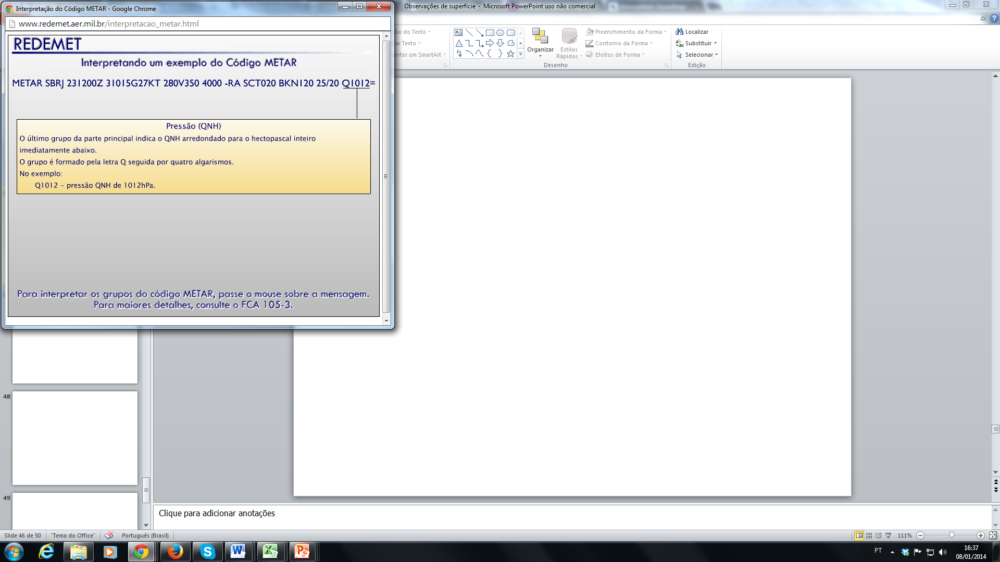 Interpretação do Código METAR - Google Chrome
www.redemet.aer.mil.br/interpretacao_metar.html
REDEMET
Interpretando um exemplo do Código METAR
METAR SBRJ 231200Z 31015G27KT 280V350 4000 -RA SCT020 BKN120 25/20 Q1012=
Pressão (QNH)
O último grupo da parte principal indica o QNH arredondado para o hectopascal inteiro
imediatamente abaixo.
O grupo é formado pela letra Q seguida por quatro algarismos.
No exemplo:
Q1012 – pressão QNH de 1012hPa.
Para interpretar os grupos do código METAR, passe o mouse sobre a mensagem.
Para maiores detalhes, consulte o FCA 105-3.
Observações de superfície - Microsoft PowerPoint uso não comercial
do Texto
Texto
em SmartArt
Organizar
Estilos
Rápidos
Preenchimento da Forma
Contorno da Forma
Efeitos de Forma
Desenho
Localizar
Substituir
Selecionar
Edição
48
49
Clique para adicionar anotações
Slide 46 de 50
"Tema do Office"
Português (Brasil)
111%
PT
16:37
08/01/2014